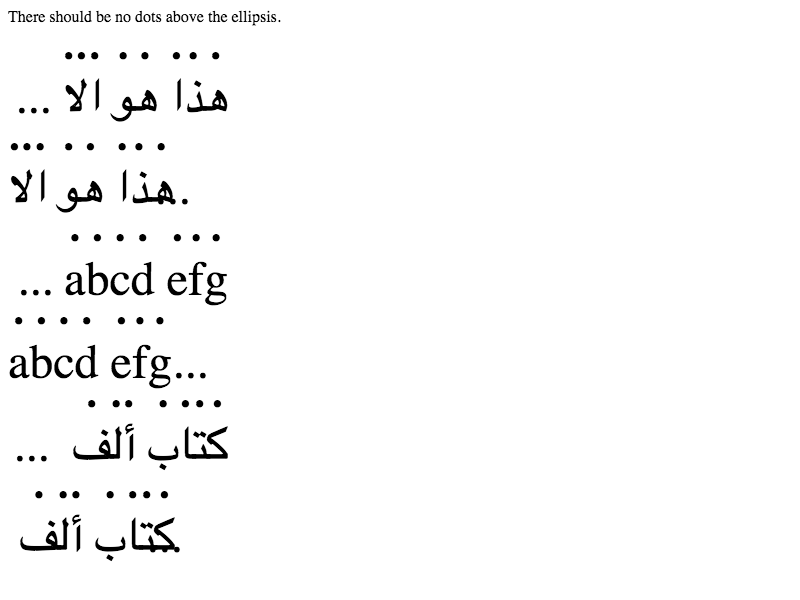 There should be no dots above the ellipsis.
هذا هو الا ...
هذا هو الا.
... abcd efg
abcd efg...
كتاب ألف ...
كتاب ألف